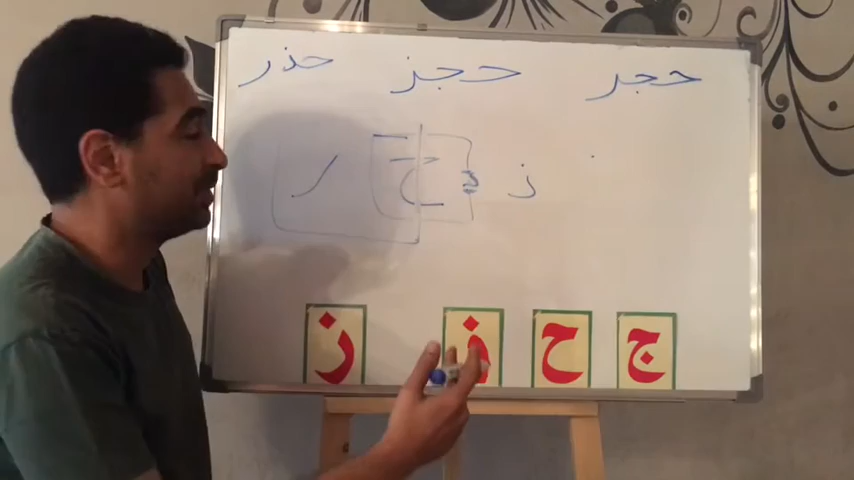 حجر حجز حذر
ح ر
ذ
ج ح ذ ز